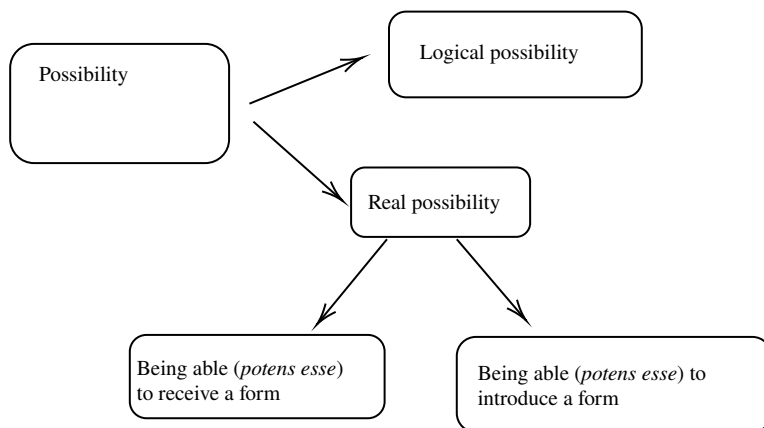 Possibility
Logical possibility
Real possibility
Being able (potens esse)
to receive a form
Being able (potens esse) to
introduce a form